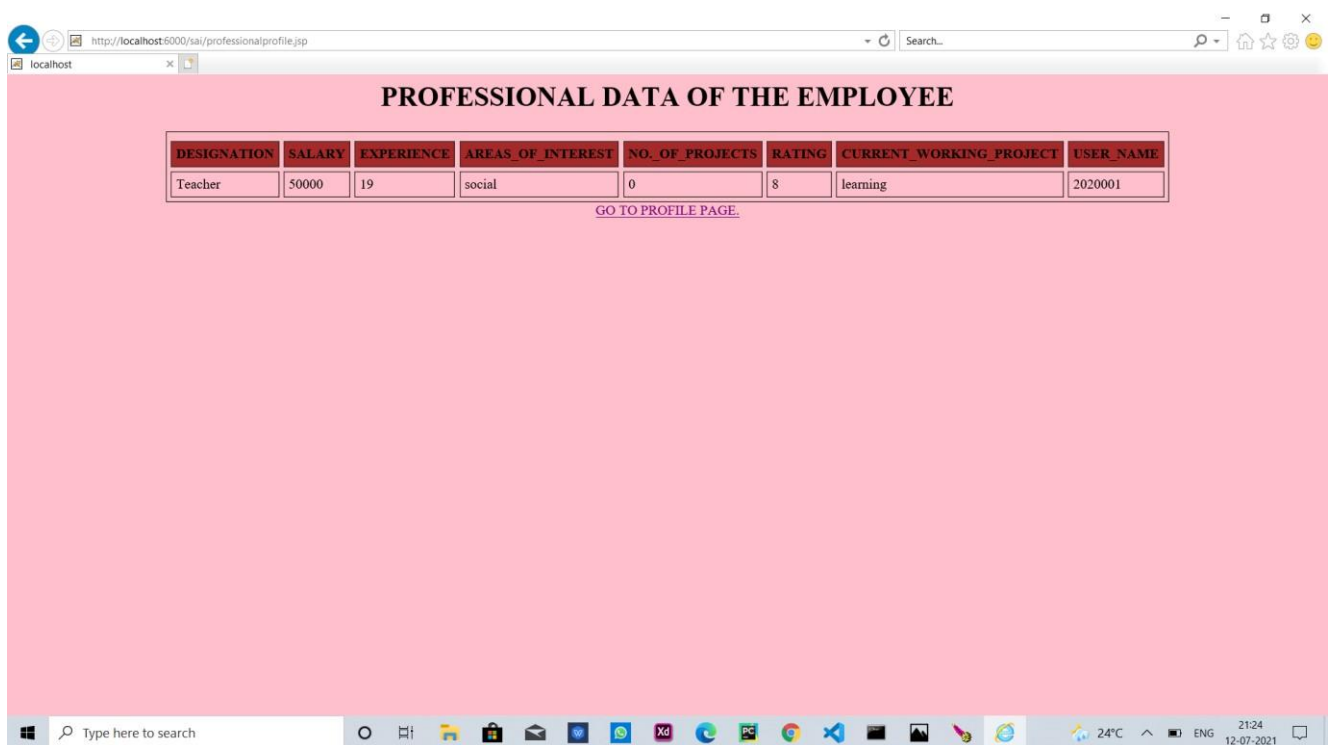 http://localhost:6000/sai/professionalprofile.jsp Search...
localhost
PROFESSIONAL DATA OF THE EMPLOYEE
DESIGNATION SALARY EXPERIENCE AREAS_OF_INTEREST NO._OF_PROJECTS RATING CURRENT_WORKING_PROJECT USER_NAME
Teacher 50000 19 social 0 8 learning 2020001
GO TO PROFILE PAGE.
Type here to search Xd PC 24°C ENG 21:24
12-07-2021